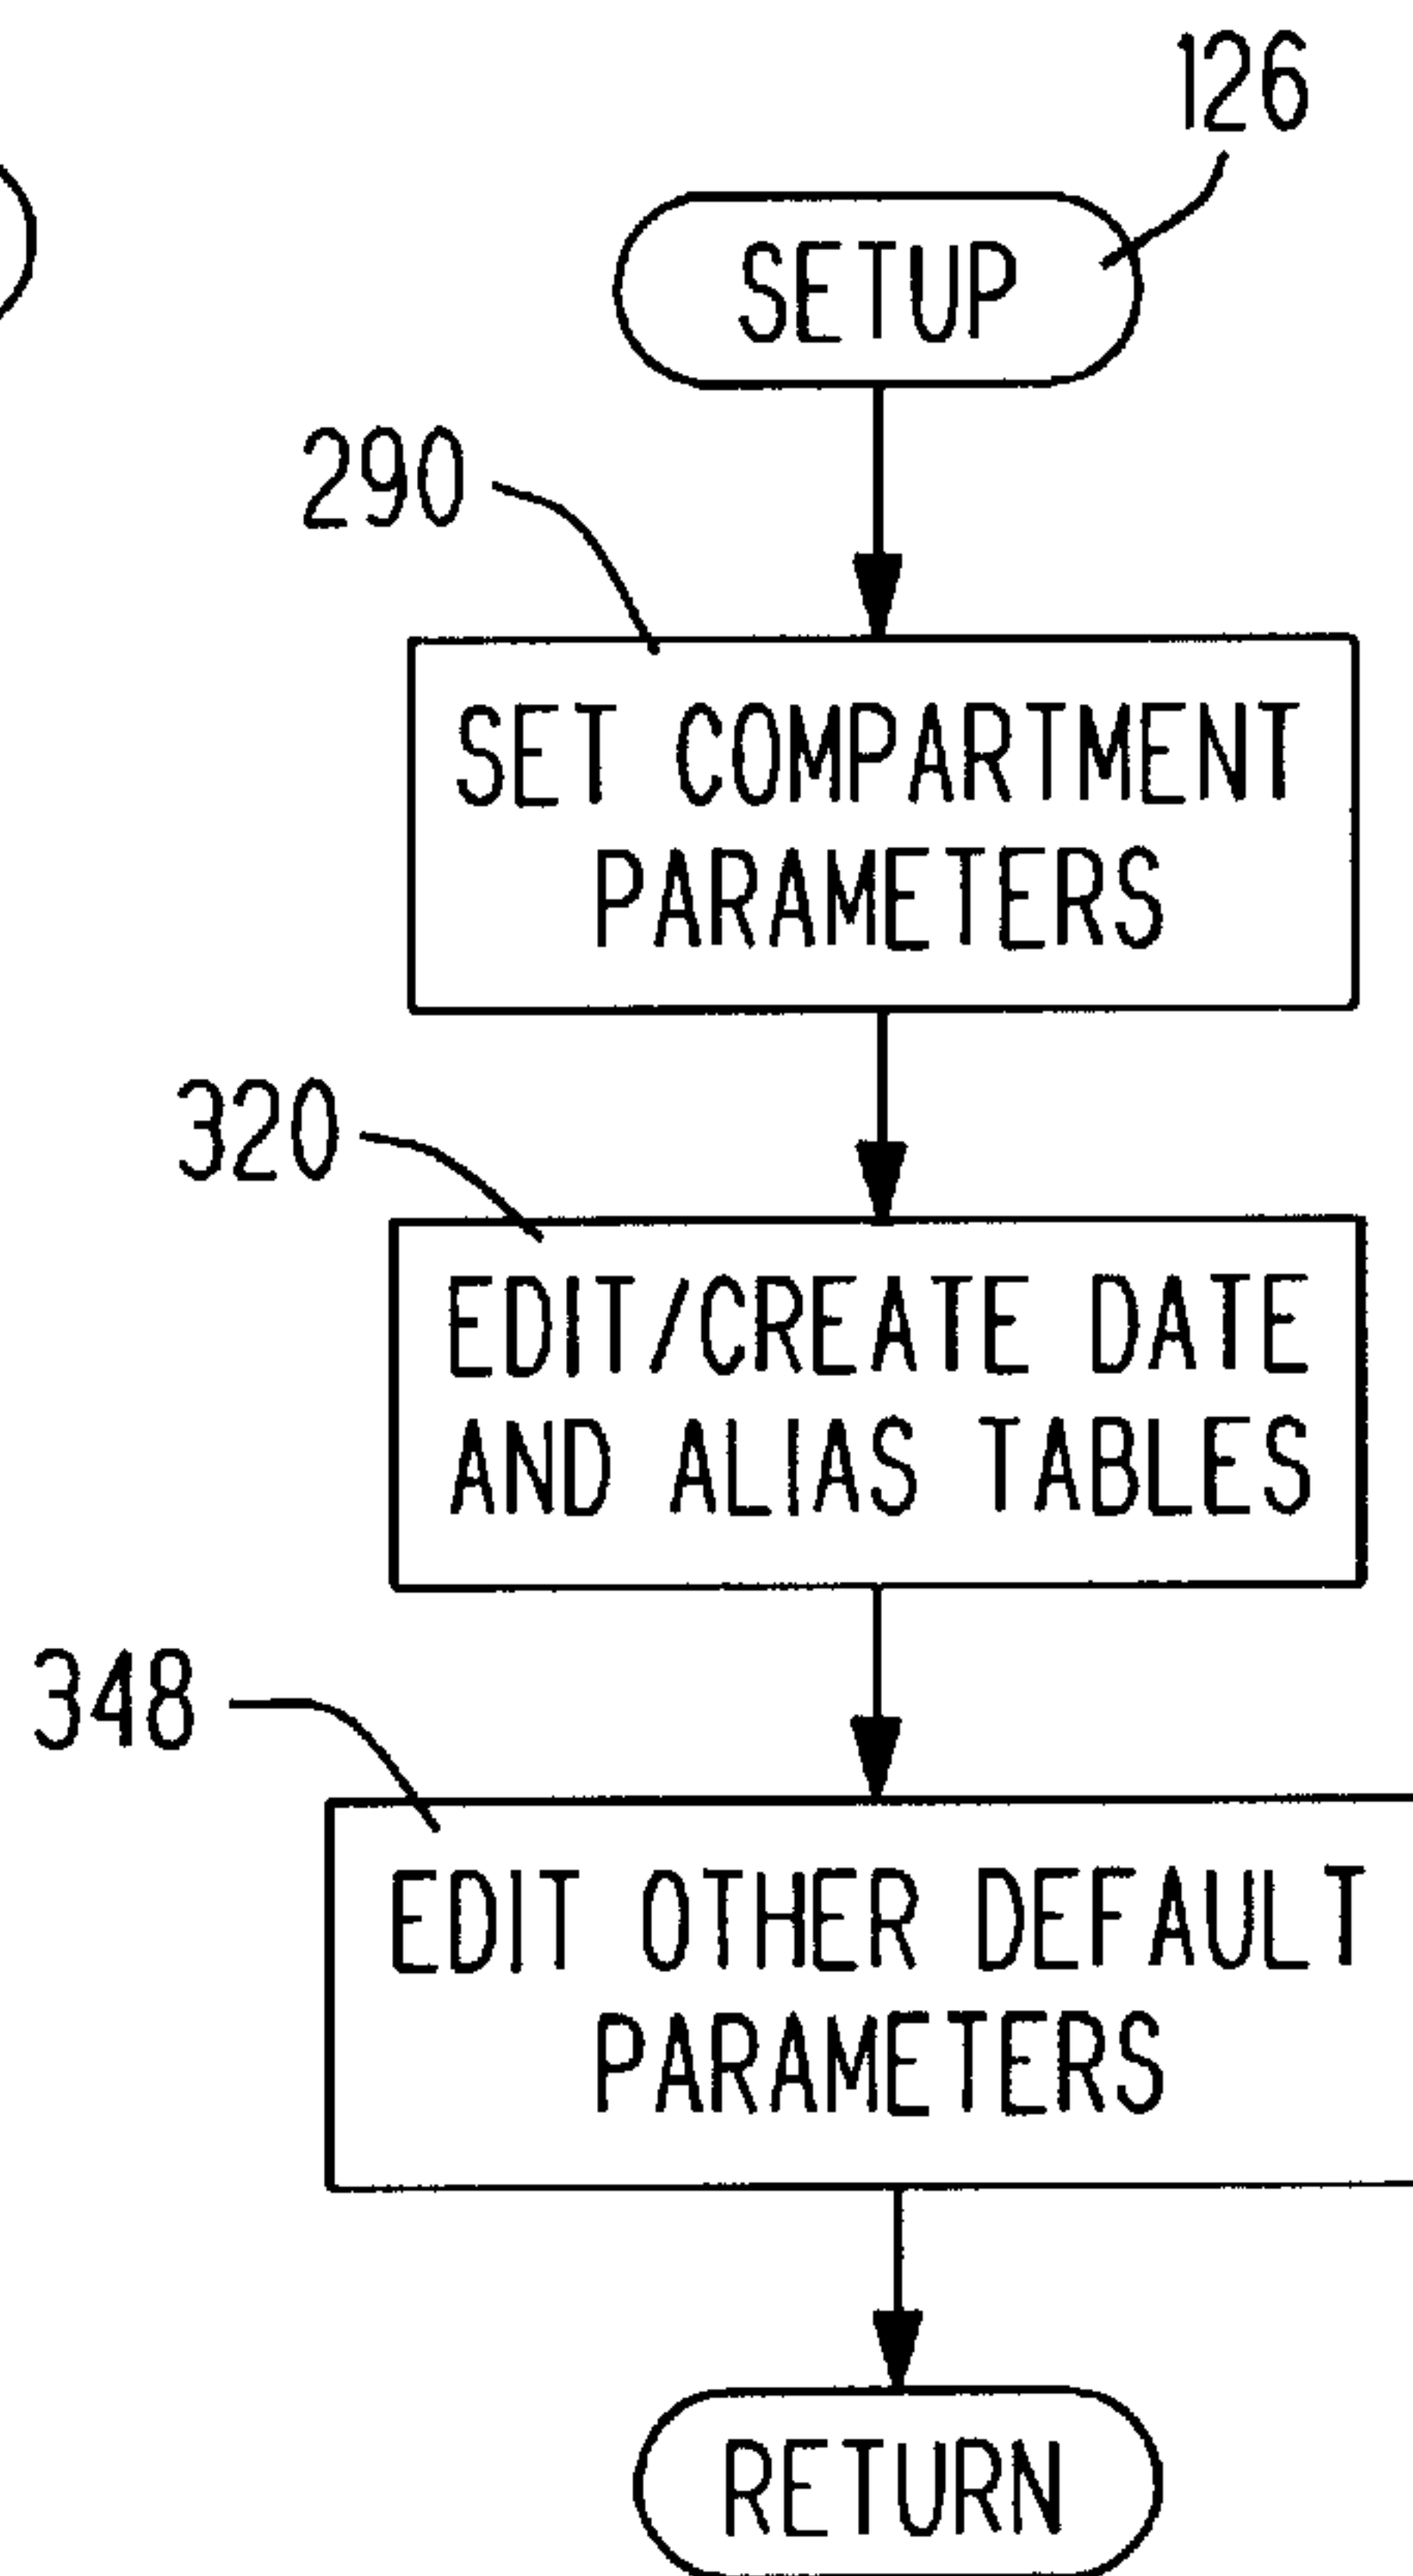 126
SETUP
290
SET COMPARTMENT
PARAMETERS
320
EDIT/CREATE DATE
AND ALIAS TABLES
348
EDIT OTHER DEFAULT
PARAMETERS
RETURN